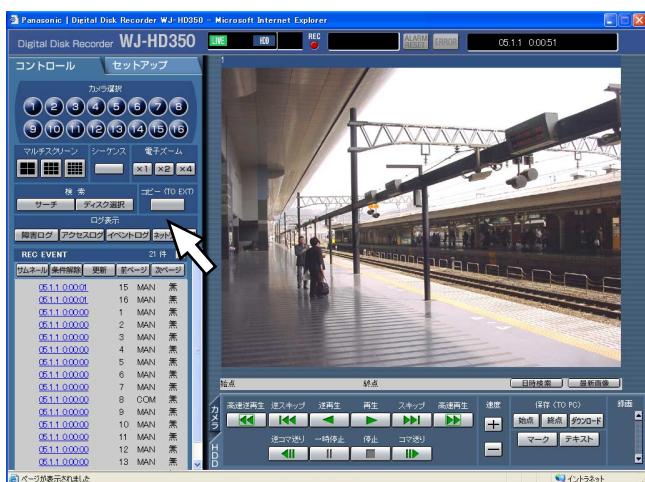 Panasonic | Digital Disk Recorder WJ-HD350 - Microsoft Internet Explorer
Digital Disk Recorder WJ-HD350
LIVE HDD REC ALARM RESET ERROR 05.1.1 0:00:51
コントロール セットアップ
1
カメラ選択
1 2 3 4 5 6 7 8
9 10 11 12 13 14 15 16
マルチスクリーン シーケンス 電子ズーム
×1 ×2 ×4
検索 コピー (TO EXT)
サーチ ディスク選択
ログ表示
障害ログ アクセスログ イベントログ
REC EVENT 21 件
サムネール 条件解除 更新 前ページ 次ページ
05.1.1 0:00:01 15 MAN 無
05.1.1 0:00:01 16 MAN 無
05.1.1 0:00:00 1 MAN 無
05.1.1 0:00:00 2 MAN 無
05.1.1 0:00:00 3 MAN 無
05.1.1 0:00:00 4 MAN 無
05.1.1 0:00:00 5 MAN 無
05.1.1 0:00:00 6 MAN 無
05.1.1 0:00:00 7 MAN 無
05.1.1 0:00:00 8 COM 無
05.1.1 0:00:00 9 MAN 無
05.1.1 0:00:00 10 MAN 無
05.1.1 0:00:00 11 MAN 無
05.1.1 0:00:00 12 MAN 無
05.1.1 0:00:00 13 MAN 無
始点 終点 日時検索 最新画像
カメラ
HDD
高速逆再生 逆スキップ 逆再生 再生 スキップ 高速再生 速度 保存 (TO PC) 録画
始点 終点 ダウンロード
逆コマ送り 一時停止 停止 コマ送り
マーク テキスト
ページが表示されました イントラネット